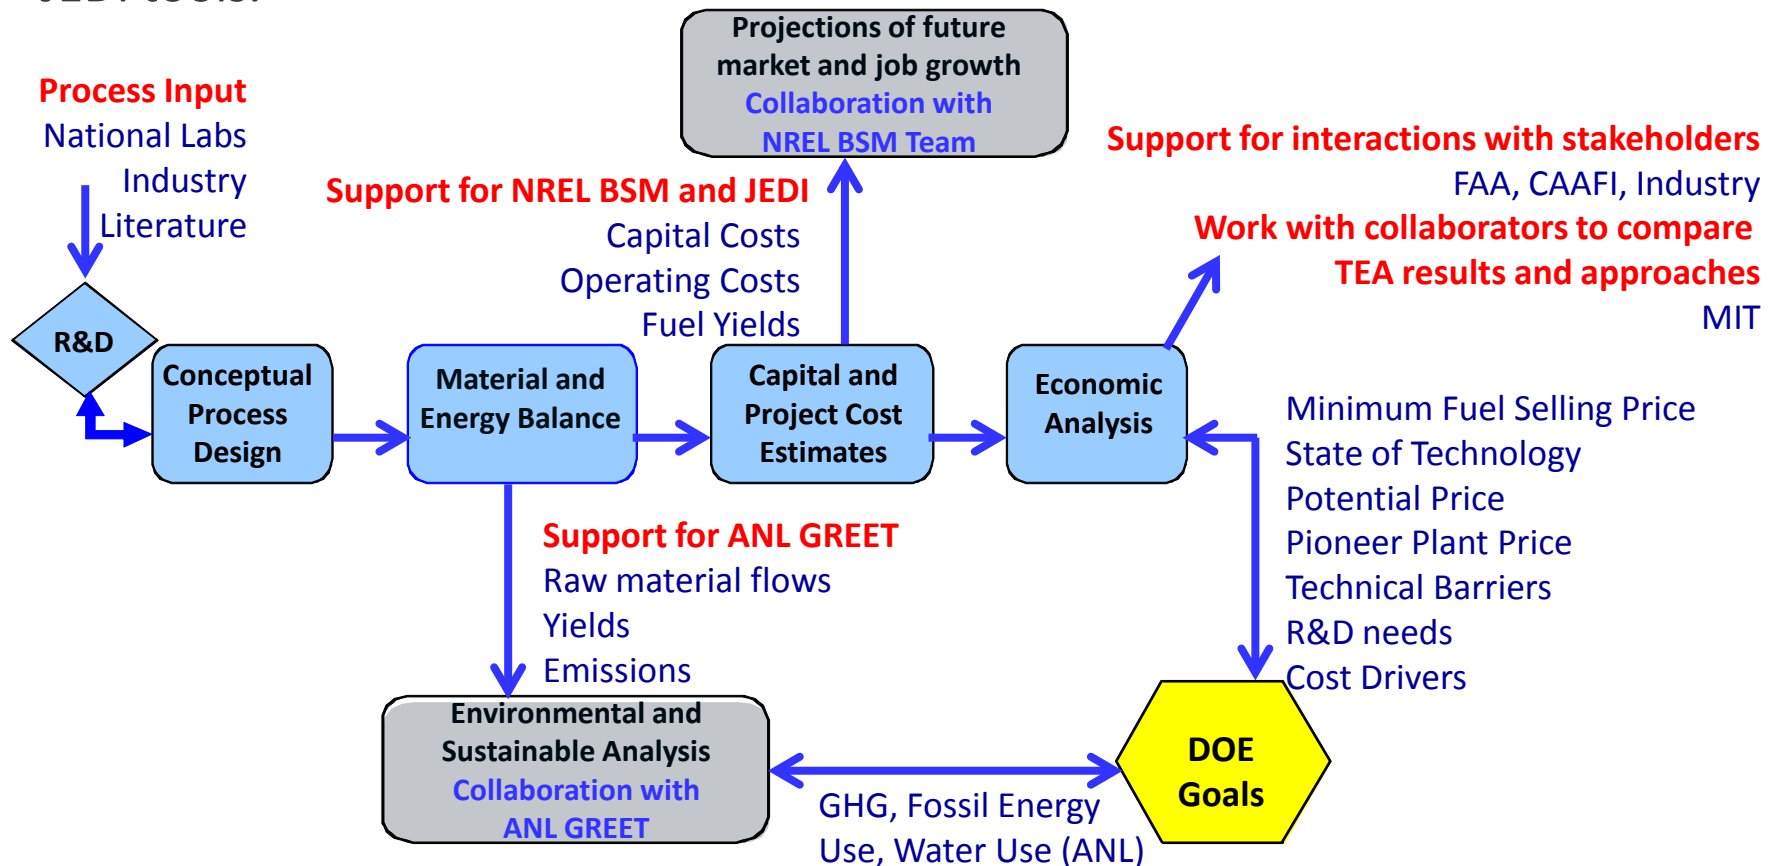 JEDI tools.
Projections of future
market and job growth
Collaboration with
NREL BSM Team
Process Input
National Labs
Industry
Literature
Support for NREL BSM and JEDI
Capital Costs
Operating Costs
Fuel Yields
Support for interactions with stakeholders
FAA, CAAFI, Industry
Work with collaborators to compare
TEA results and approaches
MIT
R&D
Conceptual
Process
Design
Material and
Energy Balance
Capital and
Project Cost
Estimates
Economic
Analysis
Minimum Fuel Selling Price
State of Technology
Potential Price
Pioneer Plant Price
Technical Barriers
R&D needs
Cost Drivers
Support for ANL GREET
Raw material flows
Yields
Emissions
Environmental and
Sustainable Analysis
Collaboration with
ANL GREET
GHG, Fossil Energy
Use, Water Use (ANL)
DOE
Goals